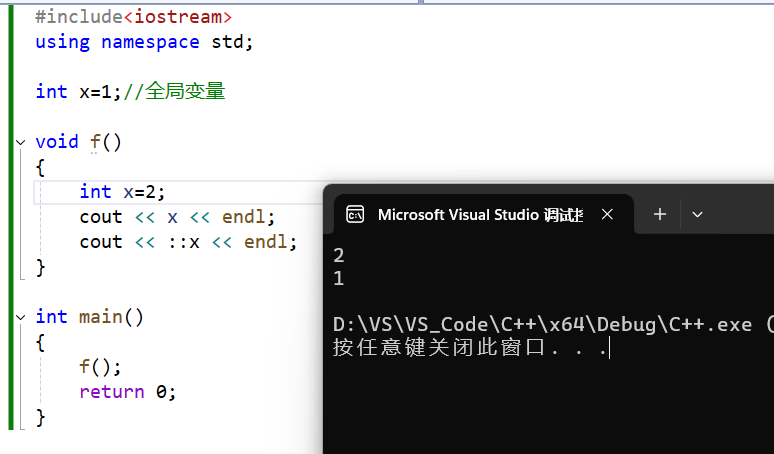 #include<iostream>
using namespace std;
int x=1;//全局变量
void f()
{
int x=2;
cout << x << endl;
cout << ::x << endl;
}
int main()
{
f();
return 0;
}
Microsoft Visual Studio 调试
2
1
D:\VS\VS_Code\C++\x64\Debug\C++.exe (
按任意键关闭此窗口. . .